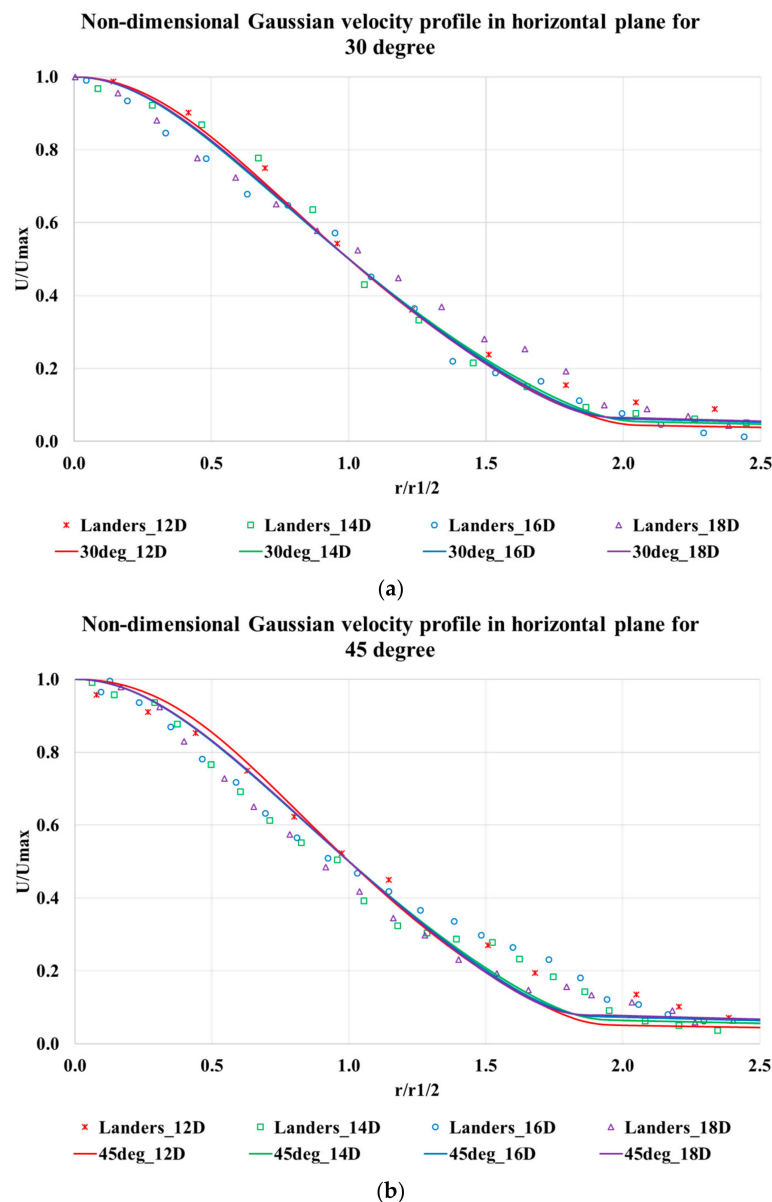 Non-dimensional Gaussian velocity profile in horizontal plane for
30 degree
1.0
0.8
0.6
0.4
0.2
0.0
U/Umax
0.0 0.5 1.0 1.5 2.0 2.5
r/r1/2
Landers_12D Landers_14D Landers_16D Landers_18D
30deg_12D 30deg_14D 30deg_16D 30deg_18D
(a)
Non-dimensional Gaussian velocity profile in horizontal plane for
45 degree
1.0
0.8
0.6
0.4
0.2
0.0
U/Umax
0.0 0.5 1.0 1.5 2.0 2.5
r/r1/2
Landers_12D Landers_14D Landers_16D Landers_18D
45deg_12D 45deg_14D 45deg_16D 45deg_18D
(b)